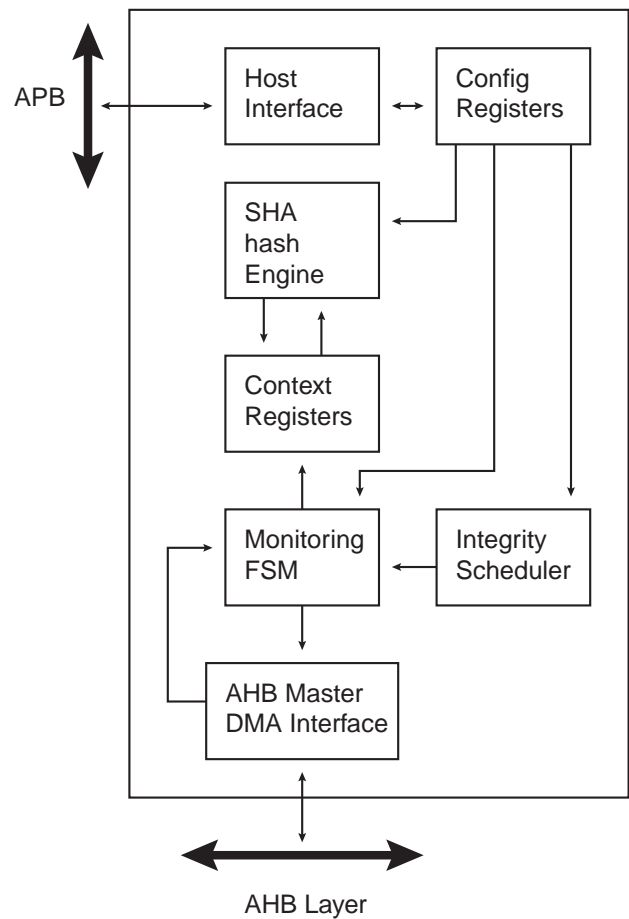 APB
Host
Interface
Config
Registers
SHA
hash
Engine
Context
Registers
Monitoring
FSM
Integrity
Scheduler
AHB Master
DMA Interface
AHB Layer